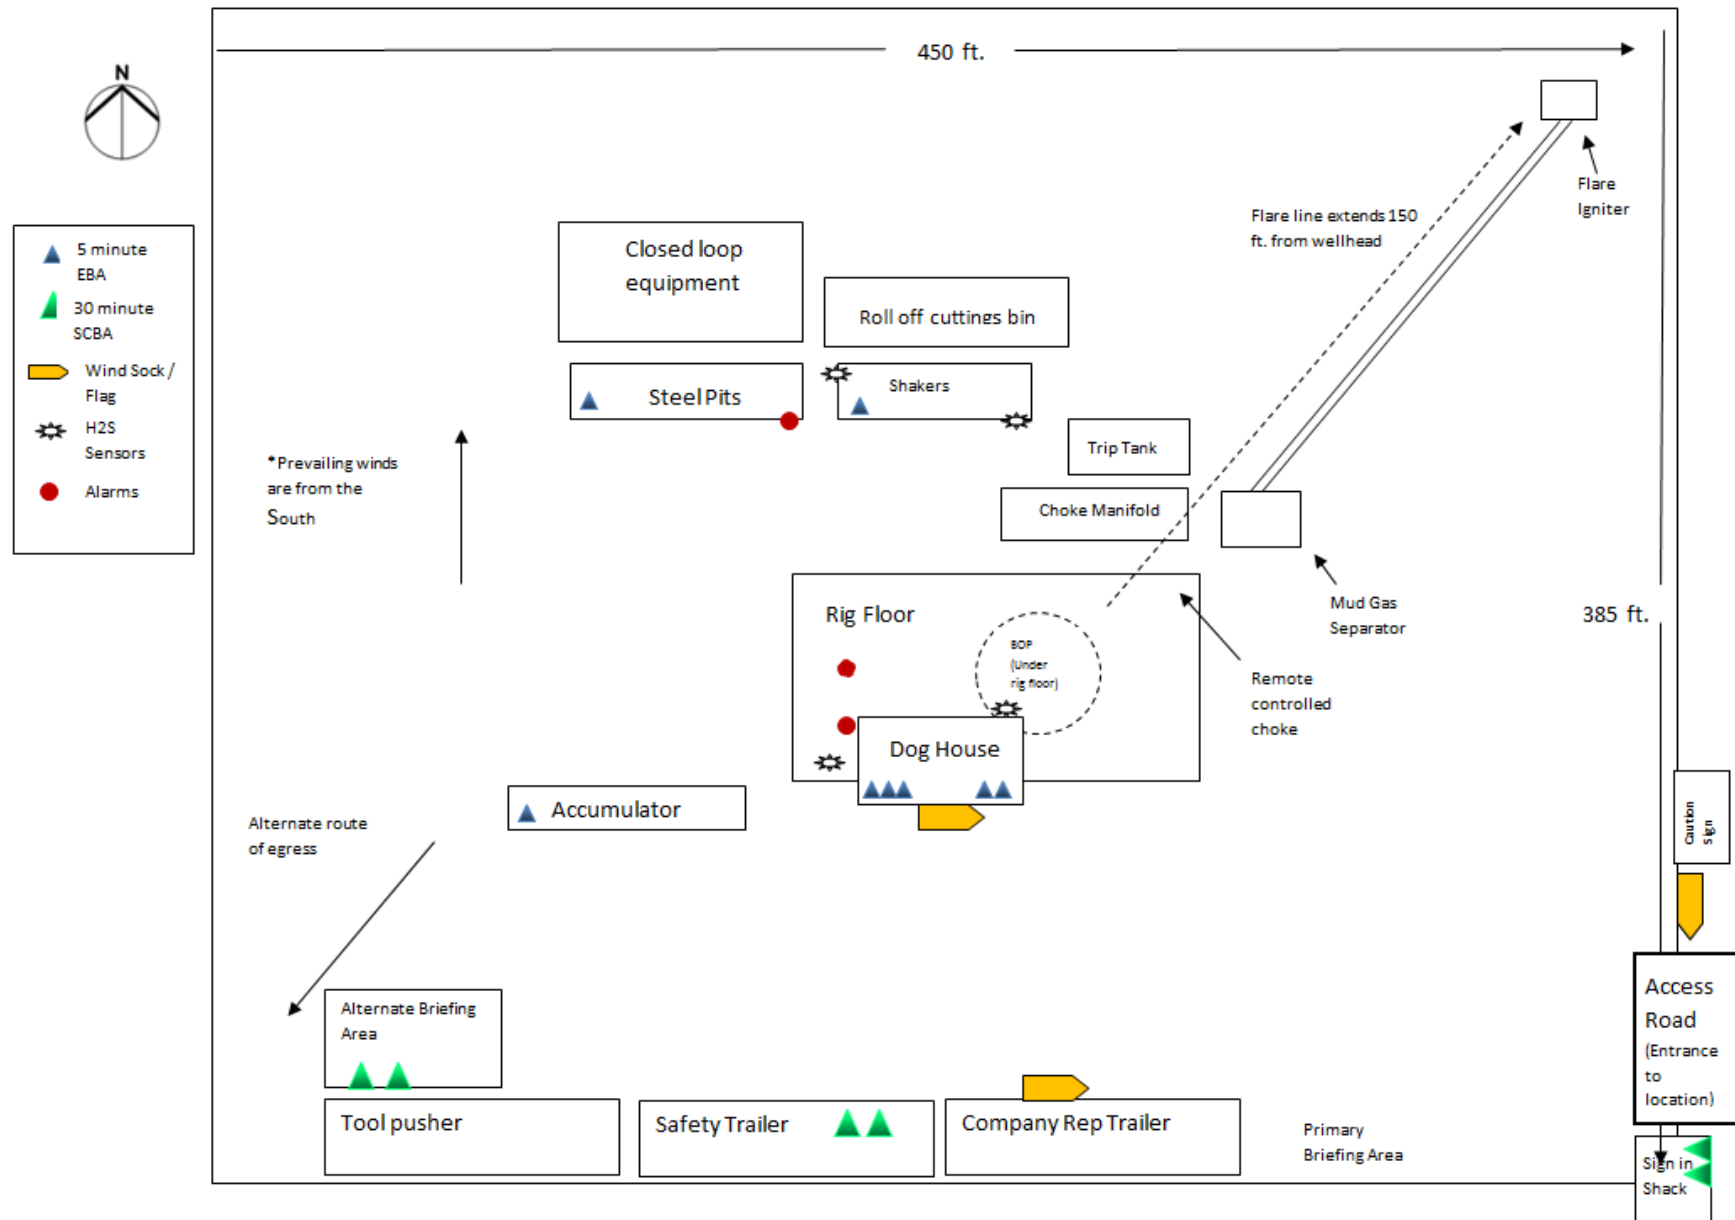 450 ft.
N
Flare
Igniter
5 minute
EBA
30 minute
SCBA
Wind Sock /
Flag
H2S
Sensors
Alarms
Flare line extends 150
ft. from wellhead
Closed loop
equipment
Roll off cuttings bin
Steel Pits
Shakers
Trip Tank
Choke Manifold
*Prevailing winds
are from the
South
Mud Gas
Separator
385 ft.
Rig Floor
BOP
(Under
rig floor)
Remote
controlled
choke
Dog House
Accumulator
Alternate route
of egress
Caution
Sign
Access
Road
(Entrance
to
location)
Alternate Briefing
Area
Tool pusher
Safety Trailer
Company Rep Trailer
Primary
Briefing Area
Sign in
Shack